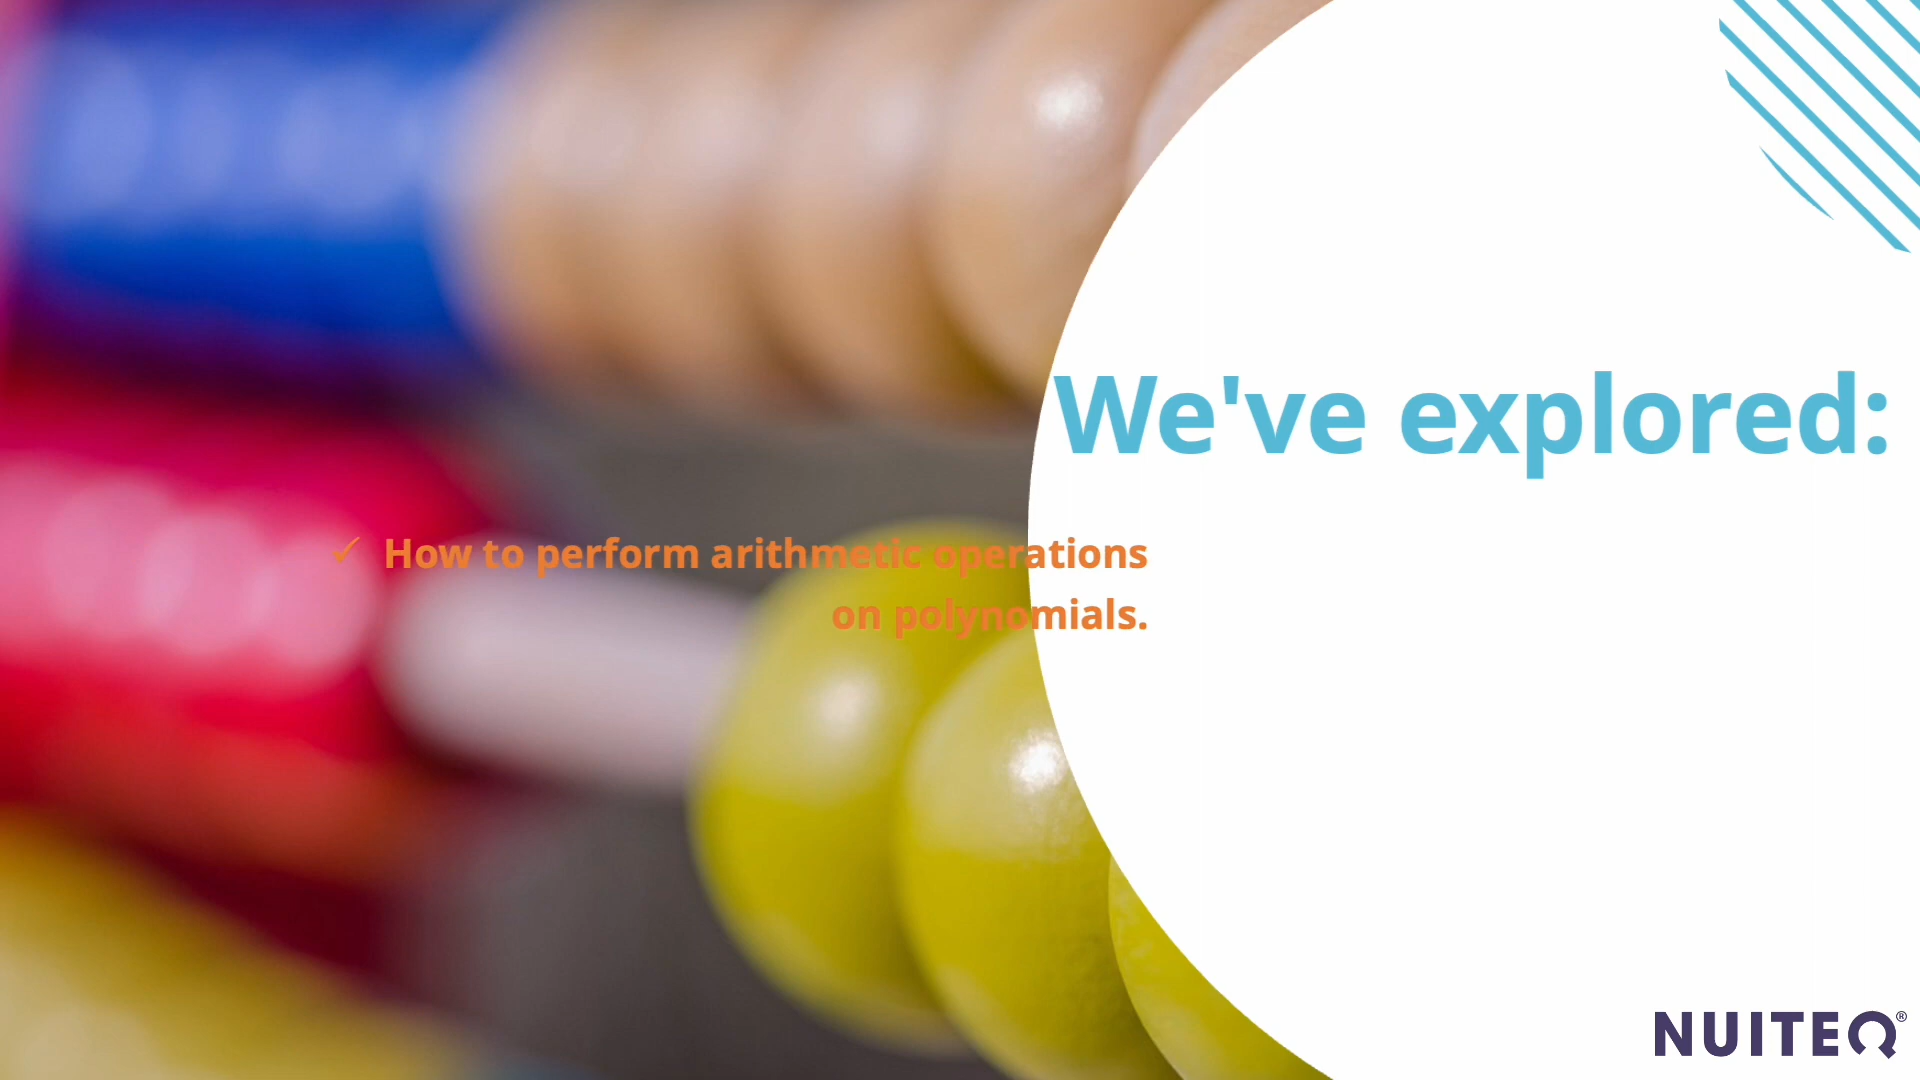 We've explored:
✓ How to perform arithmetic operations
on polynomials.
NUITEQ®